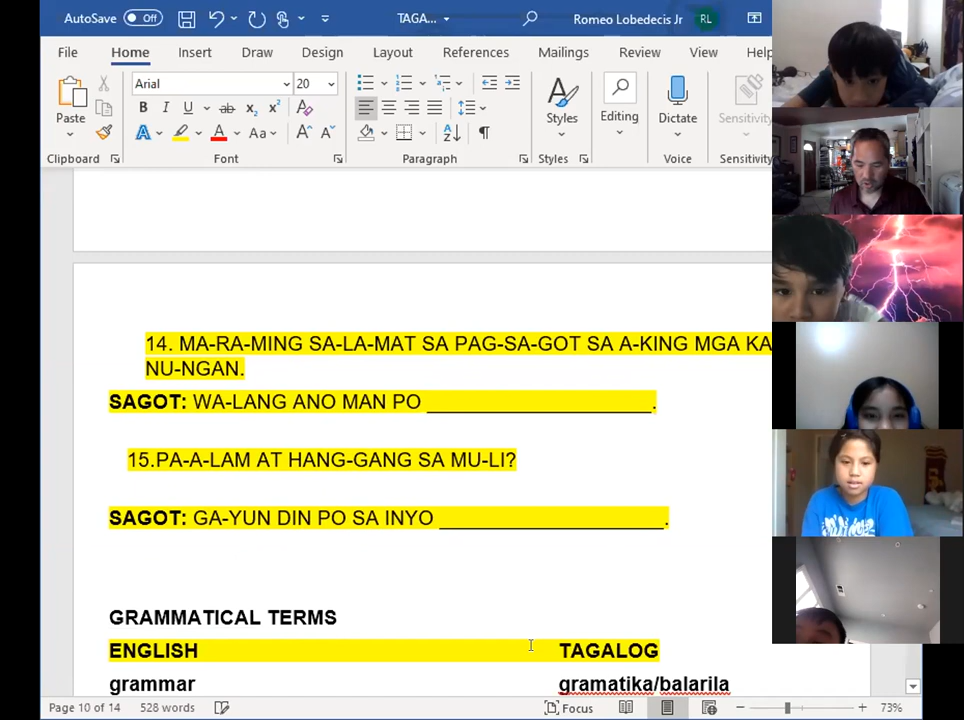 AutoSave Off TAGA... Romeo Lobedecis Jr RL
File Home Insert Draw Design Layout References Mailings Review View Help
Arial 20
Paste B I U ab x₂ x² A Styles Editing Dictate Sensitivity
A A Aa A A
Clipboard Font Paragraph Styles Voice Sensitivity
14. MA-RA-MING SA-LA-MAT SA PAG-SA-GOT SA A-KING MGA KA
NU-NGAN.
SAGOT: WA-LANG ANO MAN PO ____________________.
15.PA-A-LAM AT HANG-GANG SA MU-LI?
SAGOT: GA-YUN DIN PO SA INYO ____________________.
GRAMMATICAL TERMS
ENGLISH TAGALOG
grammar gramatika/balarila
Page 10 of 14 528 words Focus 73%